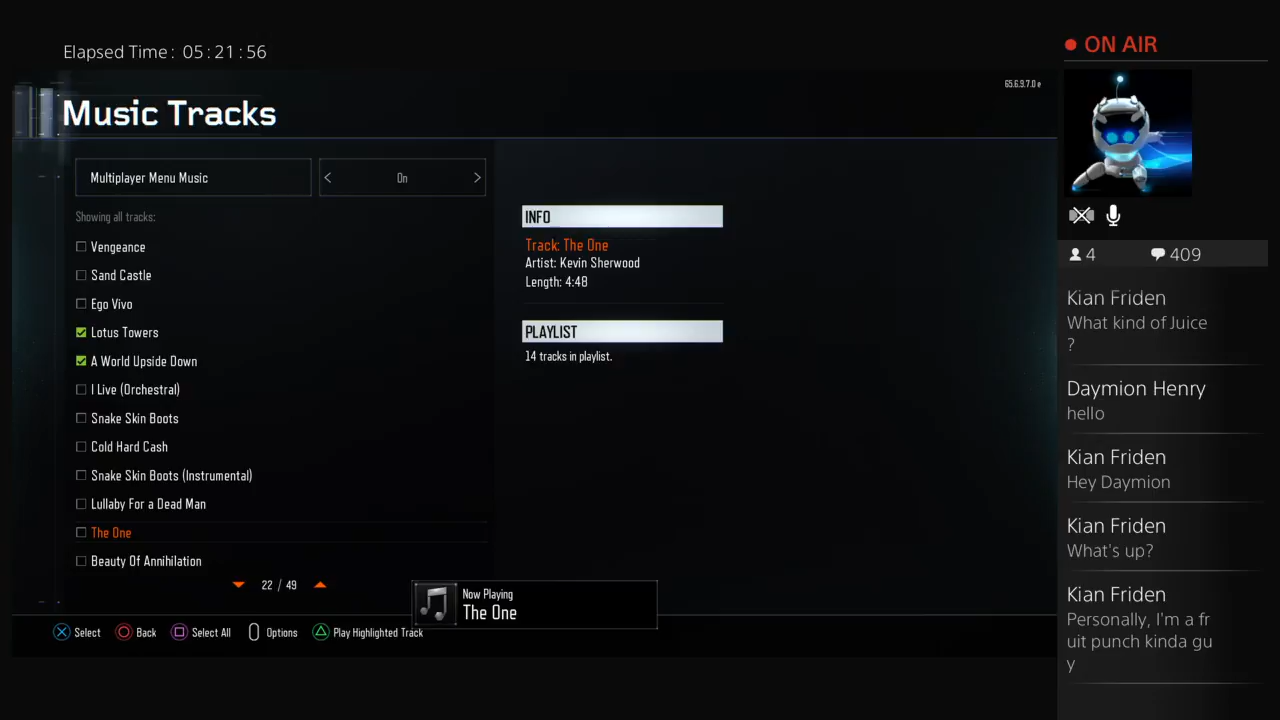 Elapsed Time: 05:21:56
ON AIR
65.6.9.7.0 e
Music Tracks
Multiplayer Menu Music
On
Showing all tracks:
Vengeance
Sand Castle
Ego Vivo
Lotus Towers
A World Upside Down
I Live (Orchestral)
Snake Skin Boots
Cold Hard Cash
Snake Skin Boots (Instrumental)
Lullaby For a Dead Man
The One
Beauty Of Annihilation
22 / 49
INFO
Track: The One
Artist: Kevin Sherwood
Length: 4:48
PLAYLIST
14 tracks in playlist.
Now Playing
The One
Select
Back
Select All
Options
Play Highlighted Track
4
409
Kian Friden
What kind of Juice
?
Daymion Henry
hello
Kian Friden
Hey Daymion
Kian Friden
What's up?
Kian Friden
Personally, I'm a fr
uit punch kinda gu
y